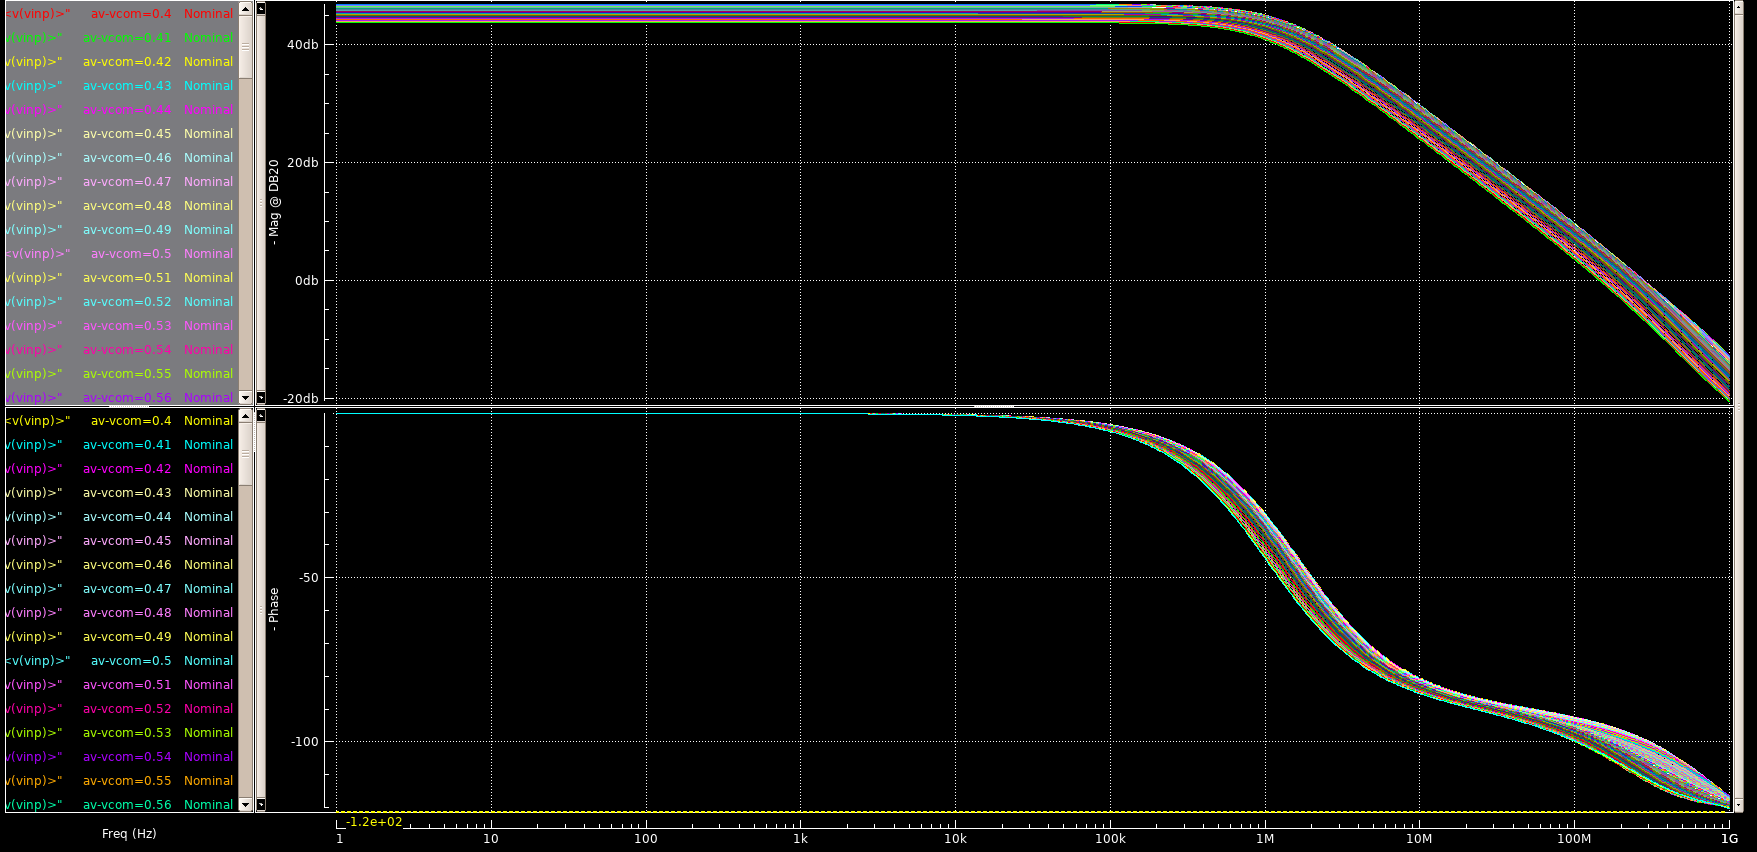 <v(vinp)>" av-vcom=0.4 Nominal
v(vinp)>" av-vcom=0.41 Nominal
v(vinp)>" av-vcom=0.42 Nominal
v(vinp)>" av-vcom=0.43 Nominal
v(vinp)>" av-vcom=0.44 Nominal
v(vinp)>" av-vcom=0.45 Nominal
v(vinp)>" av-vcom=0.46 Nominal
v(vinp)>" av-vcom=0.47 Nominal
v(vinp)>" av-vcom=0.48 Nominal
v(vinp)>" av-vcom=0.49 Nominal
<v(vinp)>" av-vcom=0.5 Nominal
v(vinp)>" av-vcom=0.51 Nominal
v(vinp)>" av-vcom=0.52 Nominal
v(vinp)>" av-vcom=0.53 Nominal
v(vinp)>" av-vcom=0.54 Nominal
v(vinp)>" av-vcom=0.55 Nominal
v(vinp)>" av-vcom=0.56 Nominal
- Mag @ DB20
40db
20db
0db
-20db
<v(vinp)>" av-vcom=0.4 Nominal
v(vinp)>" av-vcom=0.41 Nominal
v(vinp)>" av-vcom=0.42 Nominal
v(vinp)>" av-vcom=0.43 Nominal
v(vinp)>" av-vcom=0.44 Nominal
v(vinp)>" av-vcom=0.45 Nominal
v(vinp)>" av-vcom=0.46 Nominal
v(vinp)>" av-vcom=0.47 Nominal
v(vinp)>" av-vcom=0.48 Nominal
v(vinp)>" av-vcom=0.49 Nominal
<v(vinp)>" av-vcom=0.5 Nominal
v(vinp)>" av-vcom=0.51 Nominal
v(vinp)>" av-vcom=0.52 Nominal
v(vinp)>" av-vcom=0.53 Nominal
v(vinp)>" av-vcom=0.54 Nominal
v(vinp)>" av-vcom=0.55 Nominal
v(vinp)>" av-vcom=0.56 Nominal
- Phase
-50
-100
-1.2e+02
Freq (Hz)
1 10 100 1k 10k 100k 1M 10M 100M 1G